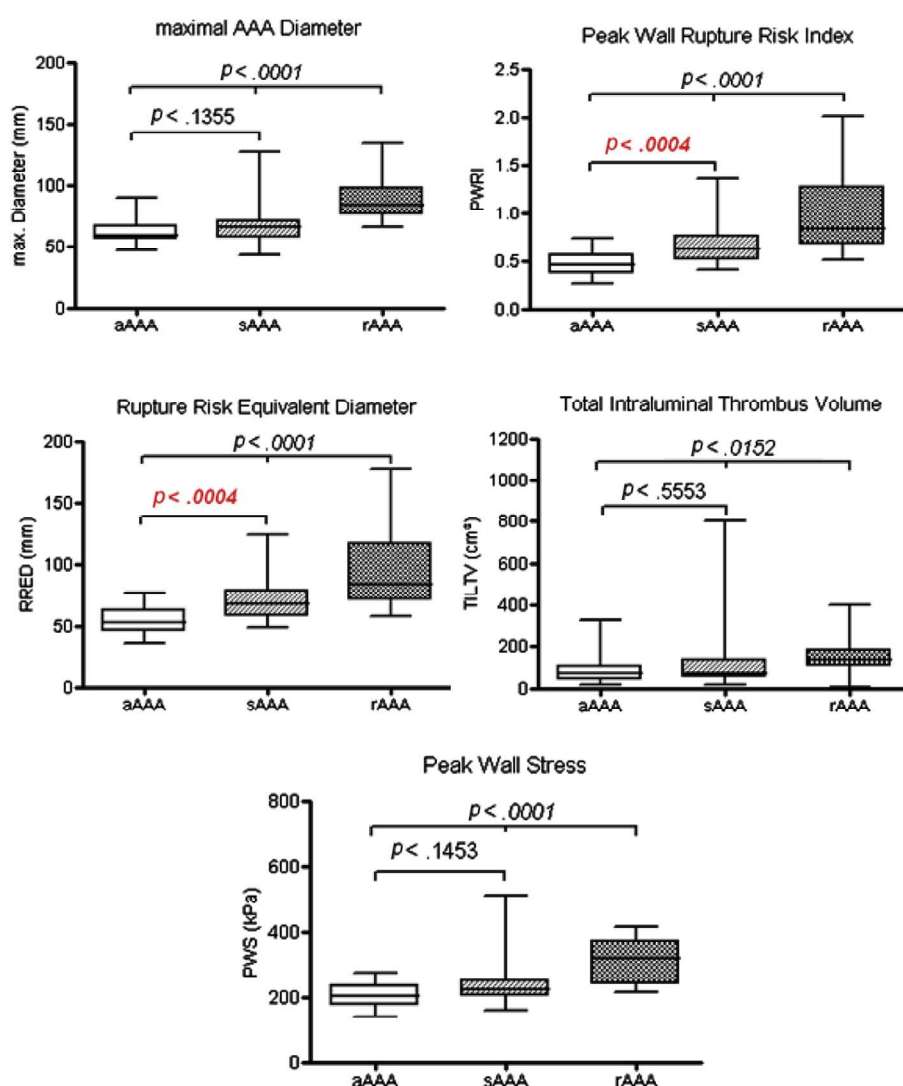 maximal AAA Diameter
max. Diameter (mm)
200
150
100
50
0
p< .0001
p< .1355
aAAA
sAAA
rAAA
Peak Wall Rupture Risk Index
PWRI
2.5
2.0
1.5
1.0
0.5
0.0
p< .0001
p< .0004
aAAA
sAAA
rAAA
Rupture Risk Equivalent Diameter
RRED (mm)
200
150
100
50
0
p< .0001
p< .0004
aAAA
sAAA
rAAA
Total Intraluminal Thrombus Volume
TILTV (cm³)
1200
1000
800
600
400
200
0
p< .0152
p< .5553
aAAA
sAAA
rAAA
Peak Wall Stress
PWS (kPa)
800
600
400
200
0
p< .0001
p< .1453
aAAA
sAAA
rAAA